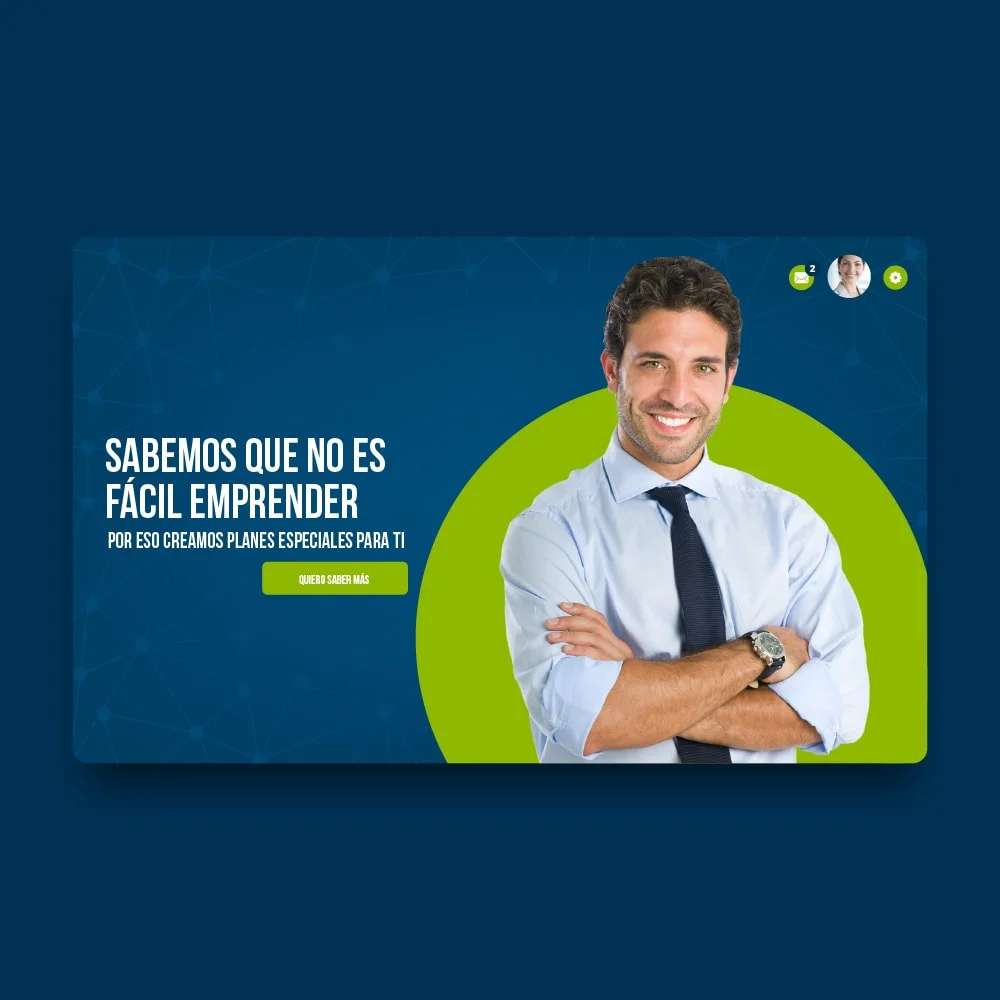 2
SABEMOS QUE NO ES
FÁCIL EMPRENDER
POR ESO CREAMOS PLANES ESPECIALES PARA TI
QUIERO SABER MÁS